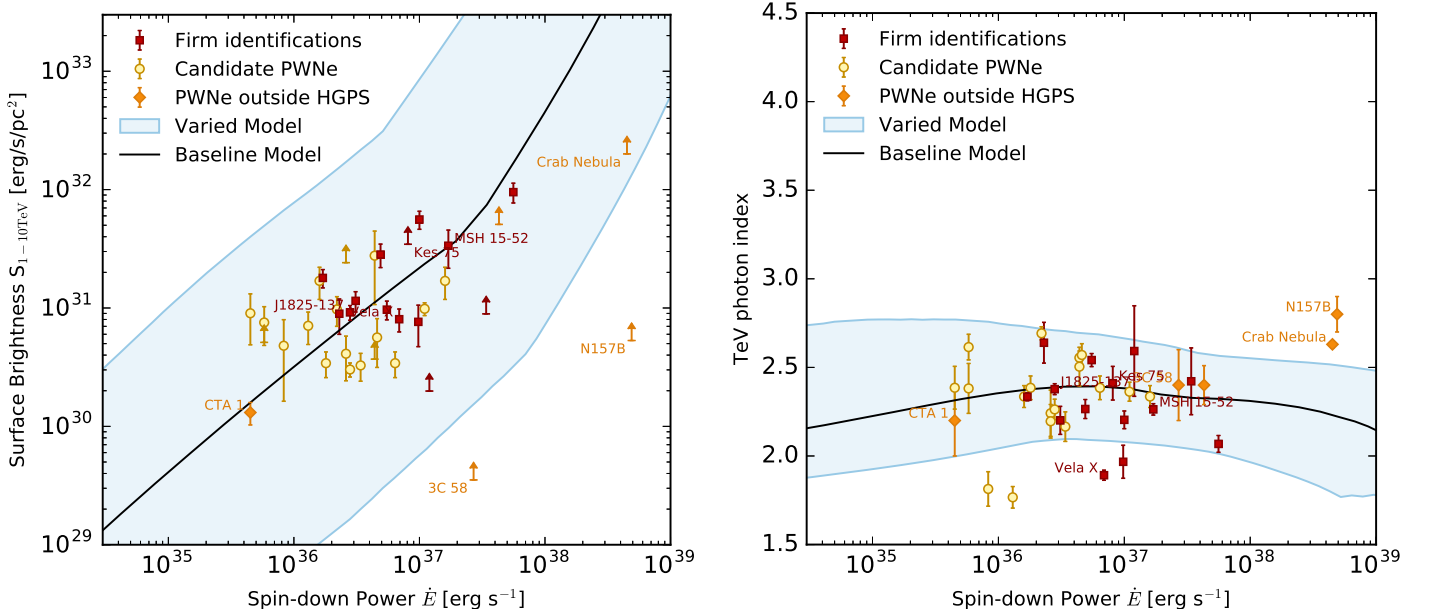 Surface Brightness S₁₋₁₀TeV [erg/s/pc²]
10³³
10³²
10³¹
10³⁰
10²⁹
Firm identifications
Candidate PWNe
PWNe outside HGPS
Varied Model
Baseline Model
Crab Nebula
MSH 15-52
Kes 75
J1825-137
Vela X
N157B
CTA 1
3C 58
10³⁵ 10³⁶ 10³⁷ 10³⁸ 10³⁹
Spin-down Power Ė [erg s⁻¹]
TeV photon index
4.5
4.0
3.5
3.0
2.5
2.0
1.5
Firm identifications
Candidate PWNe
PWNe outside HGPS
Varied Model
Baseline Model
N157B
Crab Nebula
Kes 75
3C 58
J1825-137
MSH 15-52
CTA 1
Vela X
10³⁵ 10³⁶ 10³⁷ 10³⁸ 10³⁹
Spin-down Power Ė [erg s⁻¹]